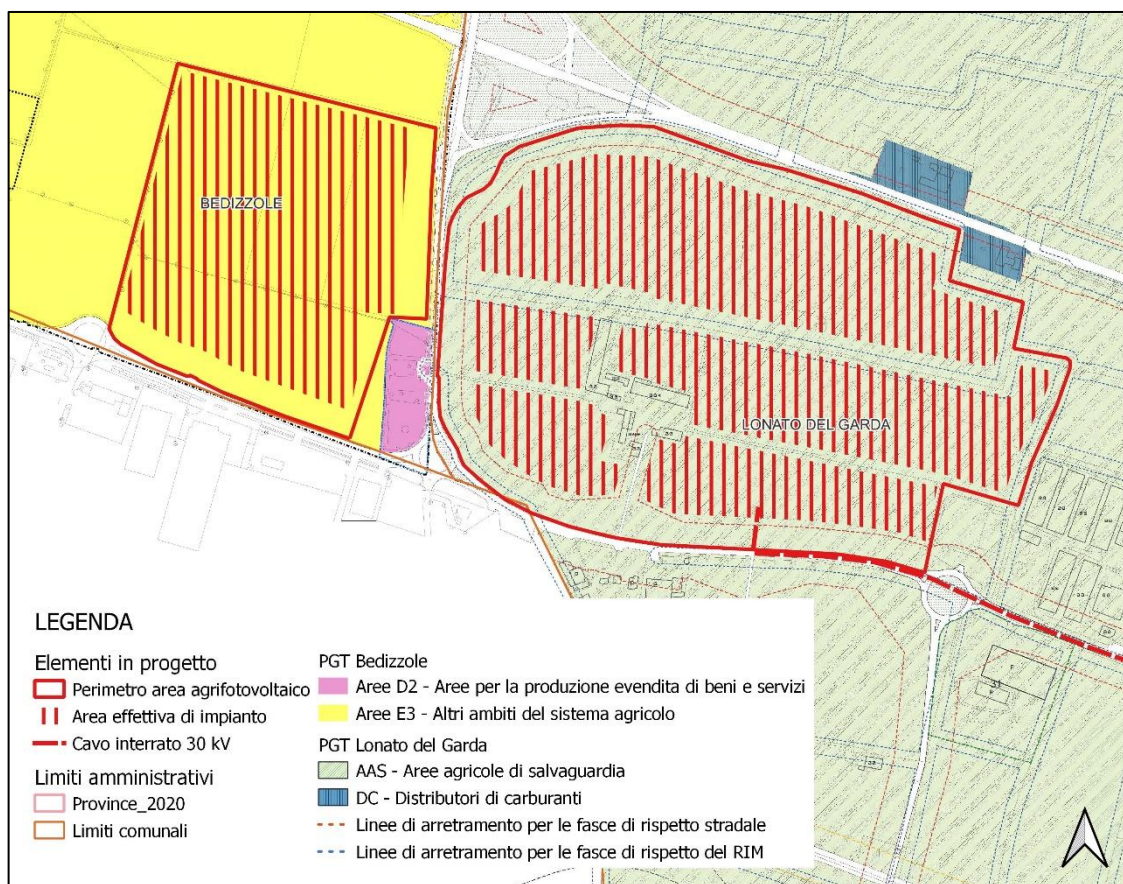 BEDIZZOLE
LONATO DEL GARDA
LEGENDA
Elementi in progetto
Perimetro area agrifotovoltaico
Area effettiva di impianto
Cavo interrato 30 kV
Limiti amministrativi
Province_2020
Limiti comunali
PGT Bedizzole
Aree D2 - Aree per la produzione evendita di beni e servizi
Aree E3 - Altri ambiti del sistema agricolo
PGT Lonato del Garda
AAS - Aree agricole di salvaguardia
DC - Distributori di carburanti
Linee di arretramento per le fasce di rispetto stradale
Linee di arretramento per le fasce di rispetto del RIM